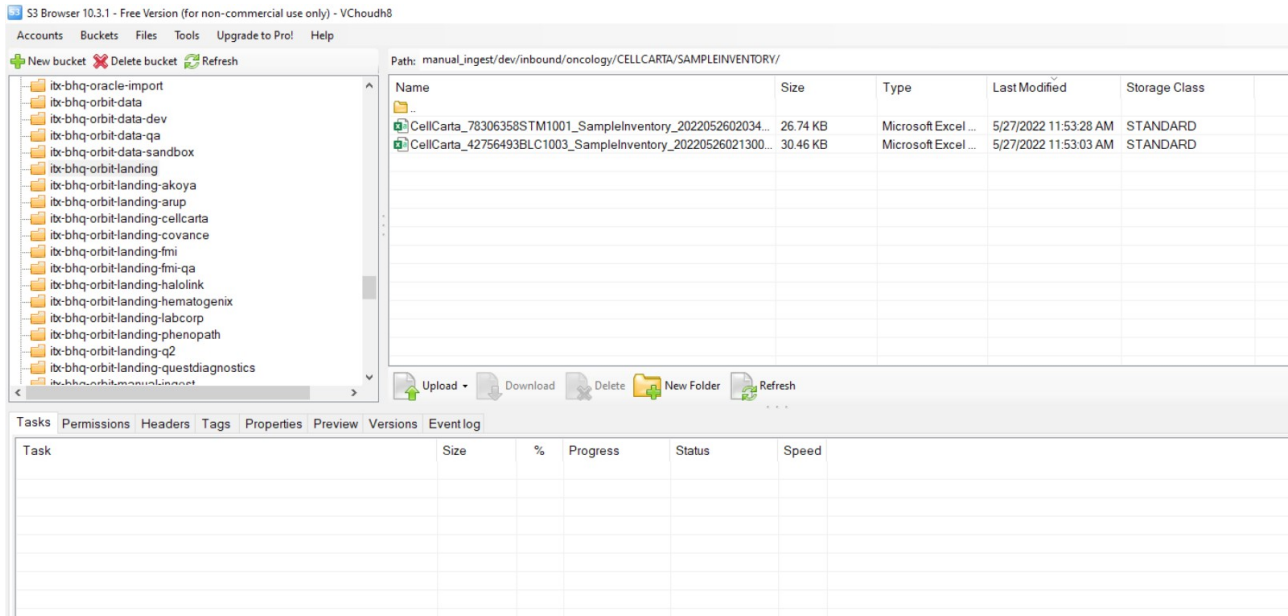 S3 Browser 10.3.1 - Free Version (for non-commercial use only) - VChoudh8
Accounts Buckets Files Tools Upgrade to Pro! Help
New bucket Delete bucket Refresh
itx-bhq-oracle-import
itx-bhq-orbit-data
itx-bhq-orbit-data-dev
itx-bhq-orbit-data-qa
itx-bhq-orbit-data-sandbox
itx-bhq-orbit-landing
itx-bhq-orbit-landing-akoya
itx-bhq-orbit-landing-arup
itx-bhq-orbit-landing-cellcarta
itx-bhq-orbit-landing-covance
itx-bhq-orbit-landing-fmi
itx-bhq-orbit-landing-fmi-qa
itx-bhq-orbit-landing-halolink
itx-bhq-orbit-landing-hematogenix
itx-bhq-orbit-landing-labcorp
itx-bhq-orbit-landing-phenopath
itx-bhq-orbit-landing-q2
itx-bhq-orbit-landing-questdiagnostics
itx-bhq-orbit-manual-ingest
Path: manual_ingest/dev/inbound/oncology/CELLCARTA/SAMPLEINVENTORY/
Name Size Type Last Modified Storage Class
..
CellCarta_78306358STM1001_SampleInventory_2022052602034... 26.74 KB Microsoft Excel ... 5/27/2022 11:53:28 AM STANDARD
CellCarta_42756493BLC1003_SampleInventory_20220526021300... 30.46 KB Microsoft Excel ... 5/27/2022 11:53:03 AM STANDARD
Upload Download Delete New Folder Refresh
Tasks Permissions Headers Tags Properties Preview Versions Event log
Task Size % Progress Status Speed